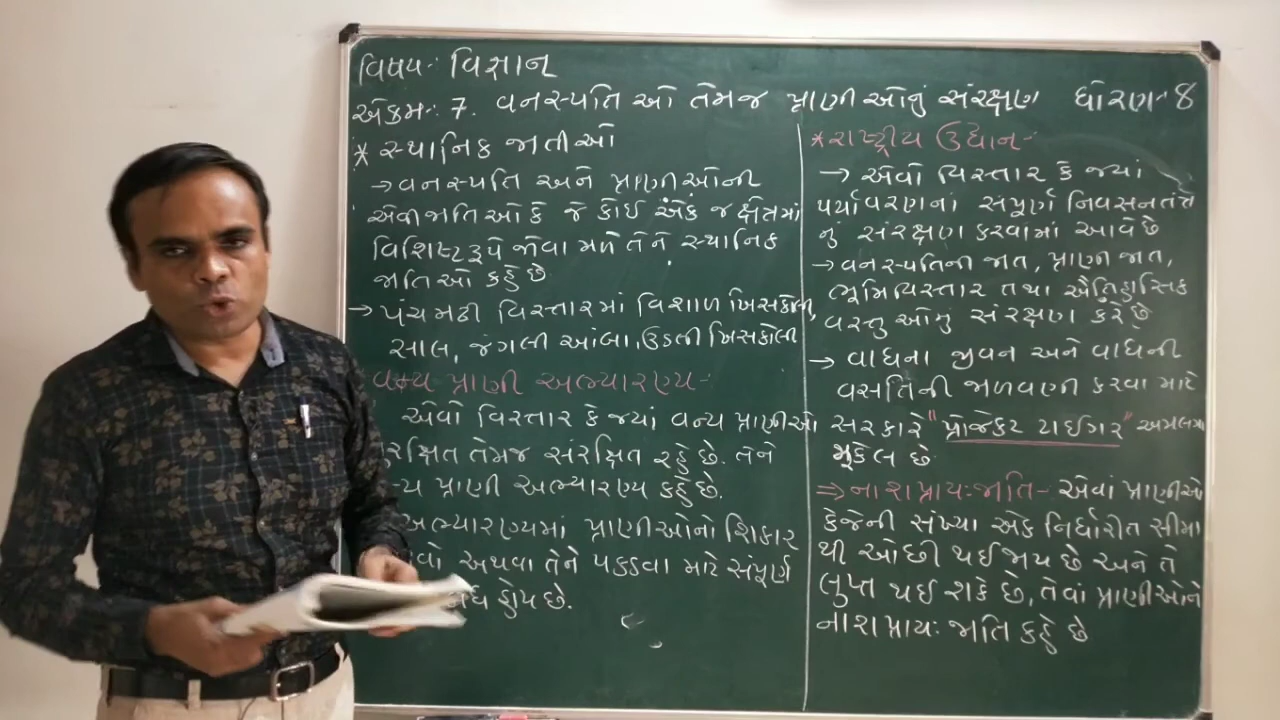 વિષય:- વિજ્ઞાન
એકમ:- 7. વનસ્પતિ ઓ તેમજ પ્રાણી ઓનું સંરક્ષણ ધોરણ:- 8
* સ્થાનિક જાતીઓ
→ વનસ્પતિ અને પ્રાણીઓની
એવી જાતિ ઓ કે જે કોઈ એક જ ક્ષેત્રમાં
વિશિષ્ટ રૂપે જોવા મળે તેને સ્થાનિક
જાતિ ઓ કહે છે
→ પંચમઢી વિસ્તારમાં વિશાળ ખિસકોલી,
સાલ, જંગલી આંબા, ઉડતી ખિસકોલી
વન્ય પ્રાણી અભ્યારણ્ય:-
એવો વિસ્તાર કે જ્યાં વન્ય પ્રાણીઓ
રક્ષિત તેમજ સંરક્ષિત રહે છે. તેને
ન્ય પ્રાણી અભ્યારણ્ય કહે છે.
અભ્યારણ્યમાં પ્રાણીઓનો શિકાર
વો અથવા તેને પકડવા માટે સંપૂર્ણ
હોય છે.
* રાષ્ટ્રીય ઉદ્યાન:-
→ એવો વિસ્તાર કે જ્યાં
પર્યાવરણનાં સંપૂર્ણ નિવસનતંત્ર
નું સંરક્ષણ કરવામાં આવે છે
→ વનસ્પતિની જાત, પ્રાણી જાત,
ભૂમિ વિસ્તાર તથા ઐતિહાસિક
વસ્તુ ઓનુ સંરક્ષણ કરે છે
→ વાઘના જીવન અને વાઘની
વસતિની જાળવણી કરવા માટે
સરકારે "પ્રોજેક્ટ ટાઈગર" અમલમા
મૂકેલ છે
⇒ નાશપ્રાય: જાતિ:- એવાં પ્રાણીઓ
કે જેની સંખ્યા એક નિર્ધારીત સીમા
થી ઓછી થઈ જાય છે અને તે
લુપ્ત થઈ શકે છે, તેવાં પ્રાણીઓને
નાશપ્રાય: જાતિ કહે છે